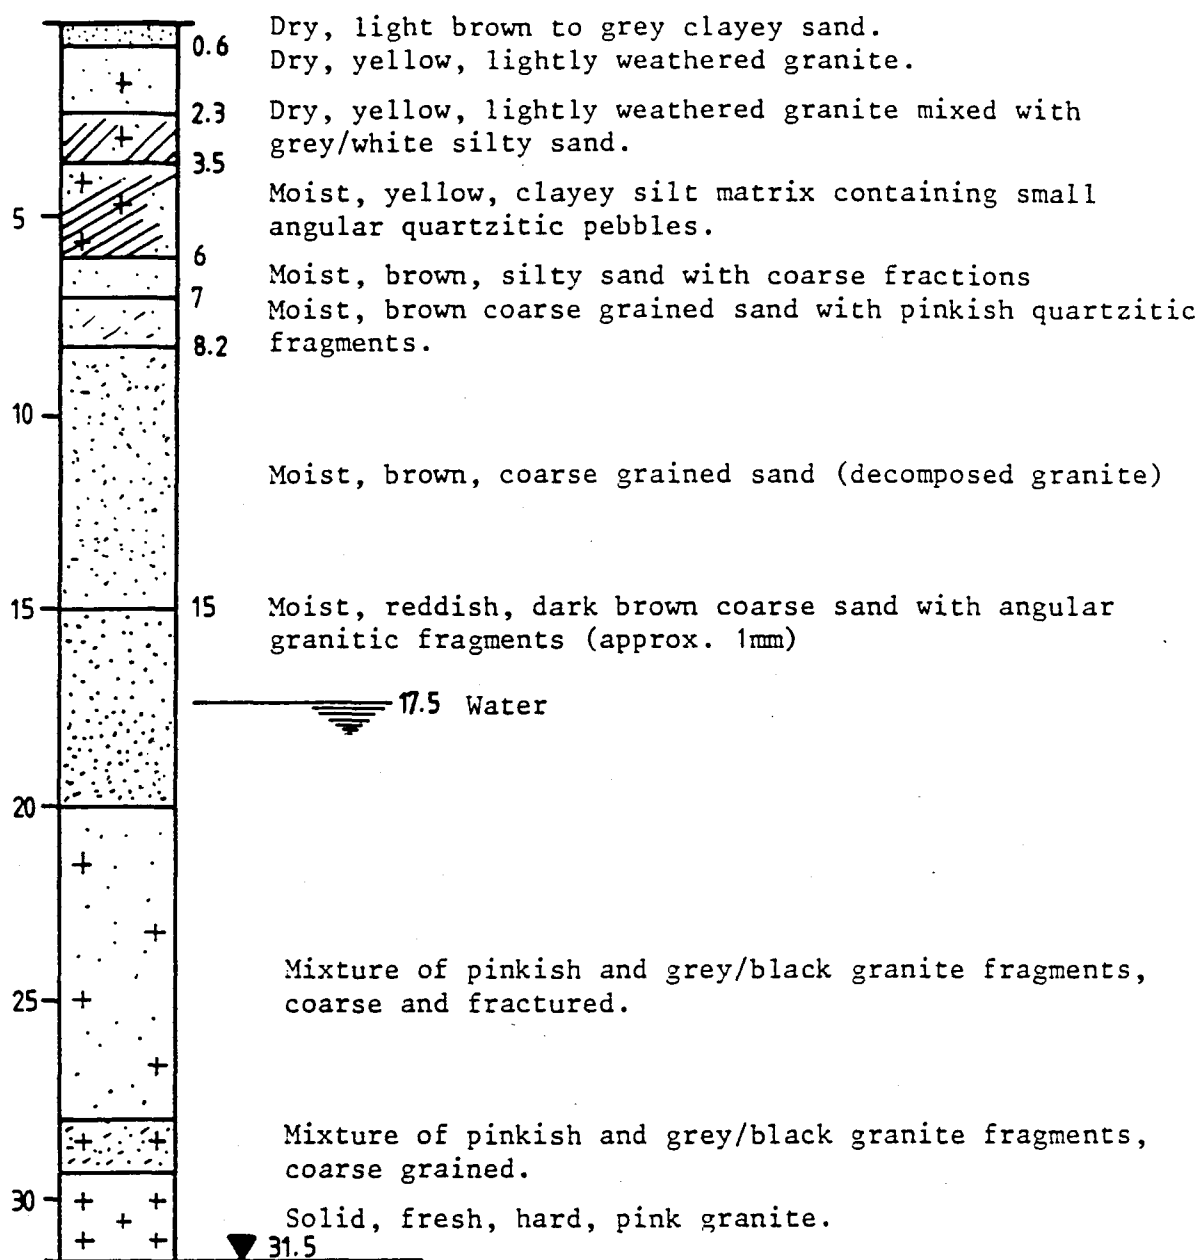 Dry, light brown to grey clayey sand.
0.6
Dry, yellow, lightly weathered granite.
2.3 Dry, yellow, lightly weathered granite mixed with
grey/white silty sand.
3.5
Moist, yellow, clayey silt matrix containing small
5
angular quartzitic pebbles.
6
Moist, brown, silty sand with coarse fractions
7
Moist, brown coarse grained sand with pinkish quartzitic
8.2 fragments.
10
Moist, brown, coarse grained sand (decomposed granite)
15 15 Moist, reddish, dark brown coarse sand with angular
granitic fragments (approx. 1mm)
17.5 Water
20
Mixture of pinkish and grey/black granite fragments,
25 coarse and fractured.
Mixture of pinkish and grey/black granite fragments,
coarse grained.
30
Solid, fresh, hard, pink granite.
31.5